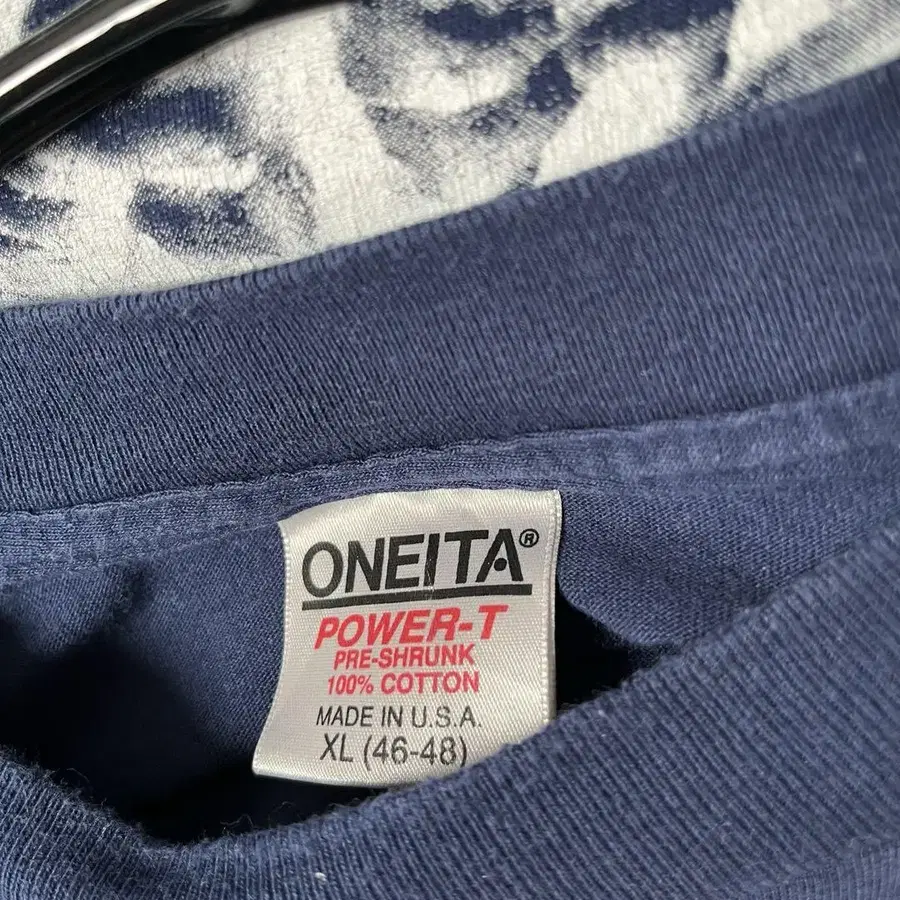 ONEITA®
POWER-T
PRE-SHRUNK
100% COTTON
MADE IN U.S.A.
XL (46-48)